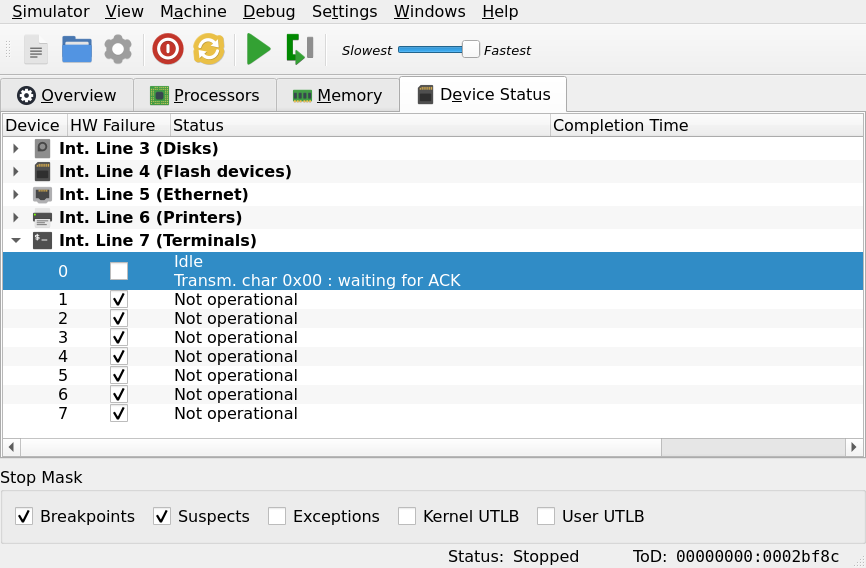 Simulator View Machine Debug Settings Windows Help
Slowest Fastest
Overview Processors Memory Device Status
Device HW Failure Status Completion Time
Int. Line 3 (Disks)
Int. Line 4 (Flash devices)
Int. Line 5 (Ethernet)
Int. Line 6 (Printers)
Int. Line 7 (Terminals)
0 Idle
Transm. char 0x00 : waiting for ACK
1 Not operational
2 Not operational
3 Not operational
4 Not operational
5 Not operational
6 Not operational
7 Not operational
Stop Mask
Breakpoints Suspects Exceptions Kernel UTLB User UTLB
Status: Stopped ToD: 00000000:0002bf8c